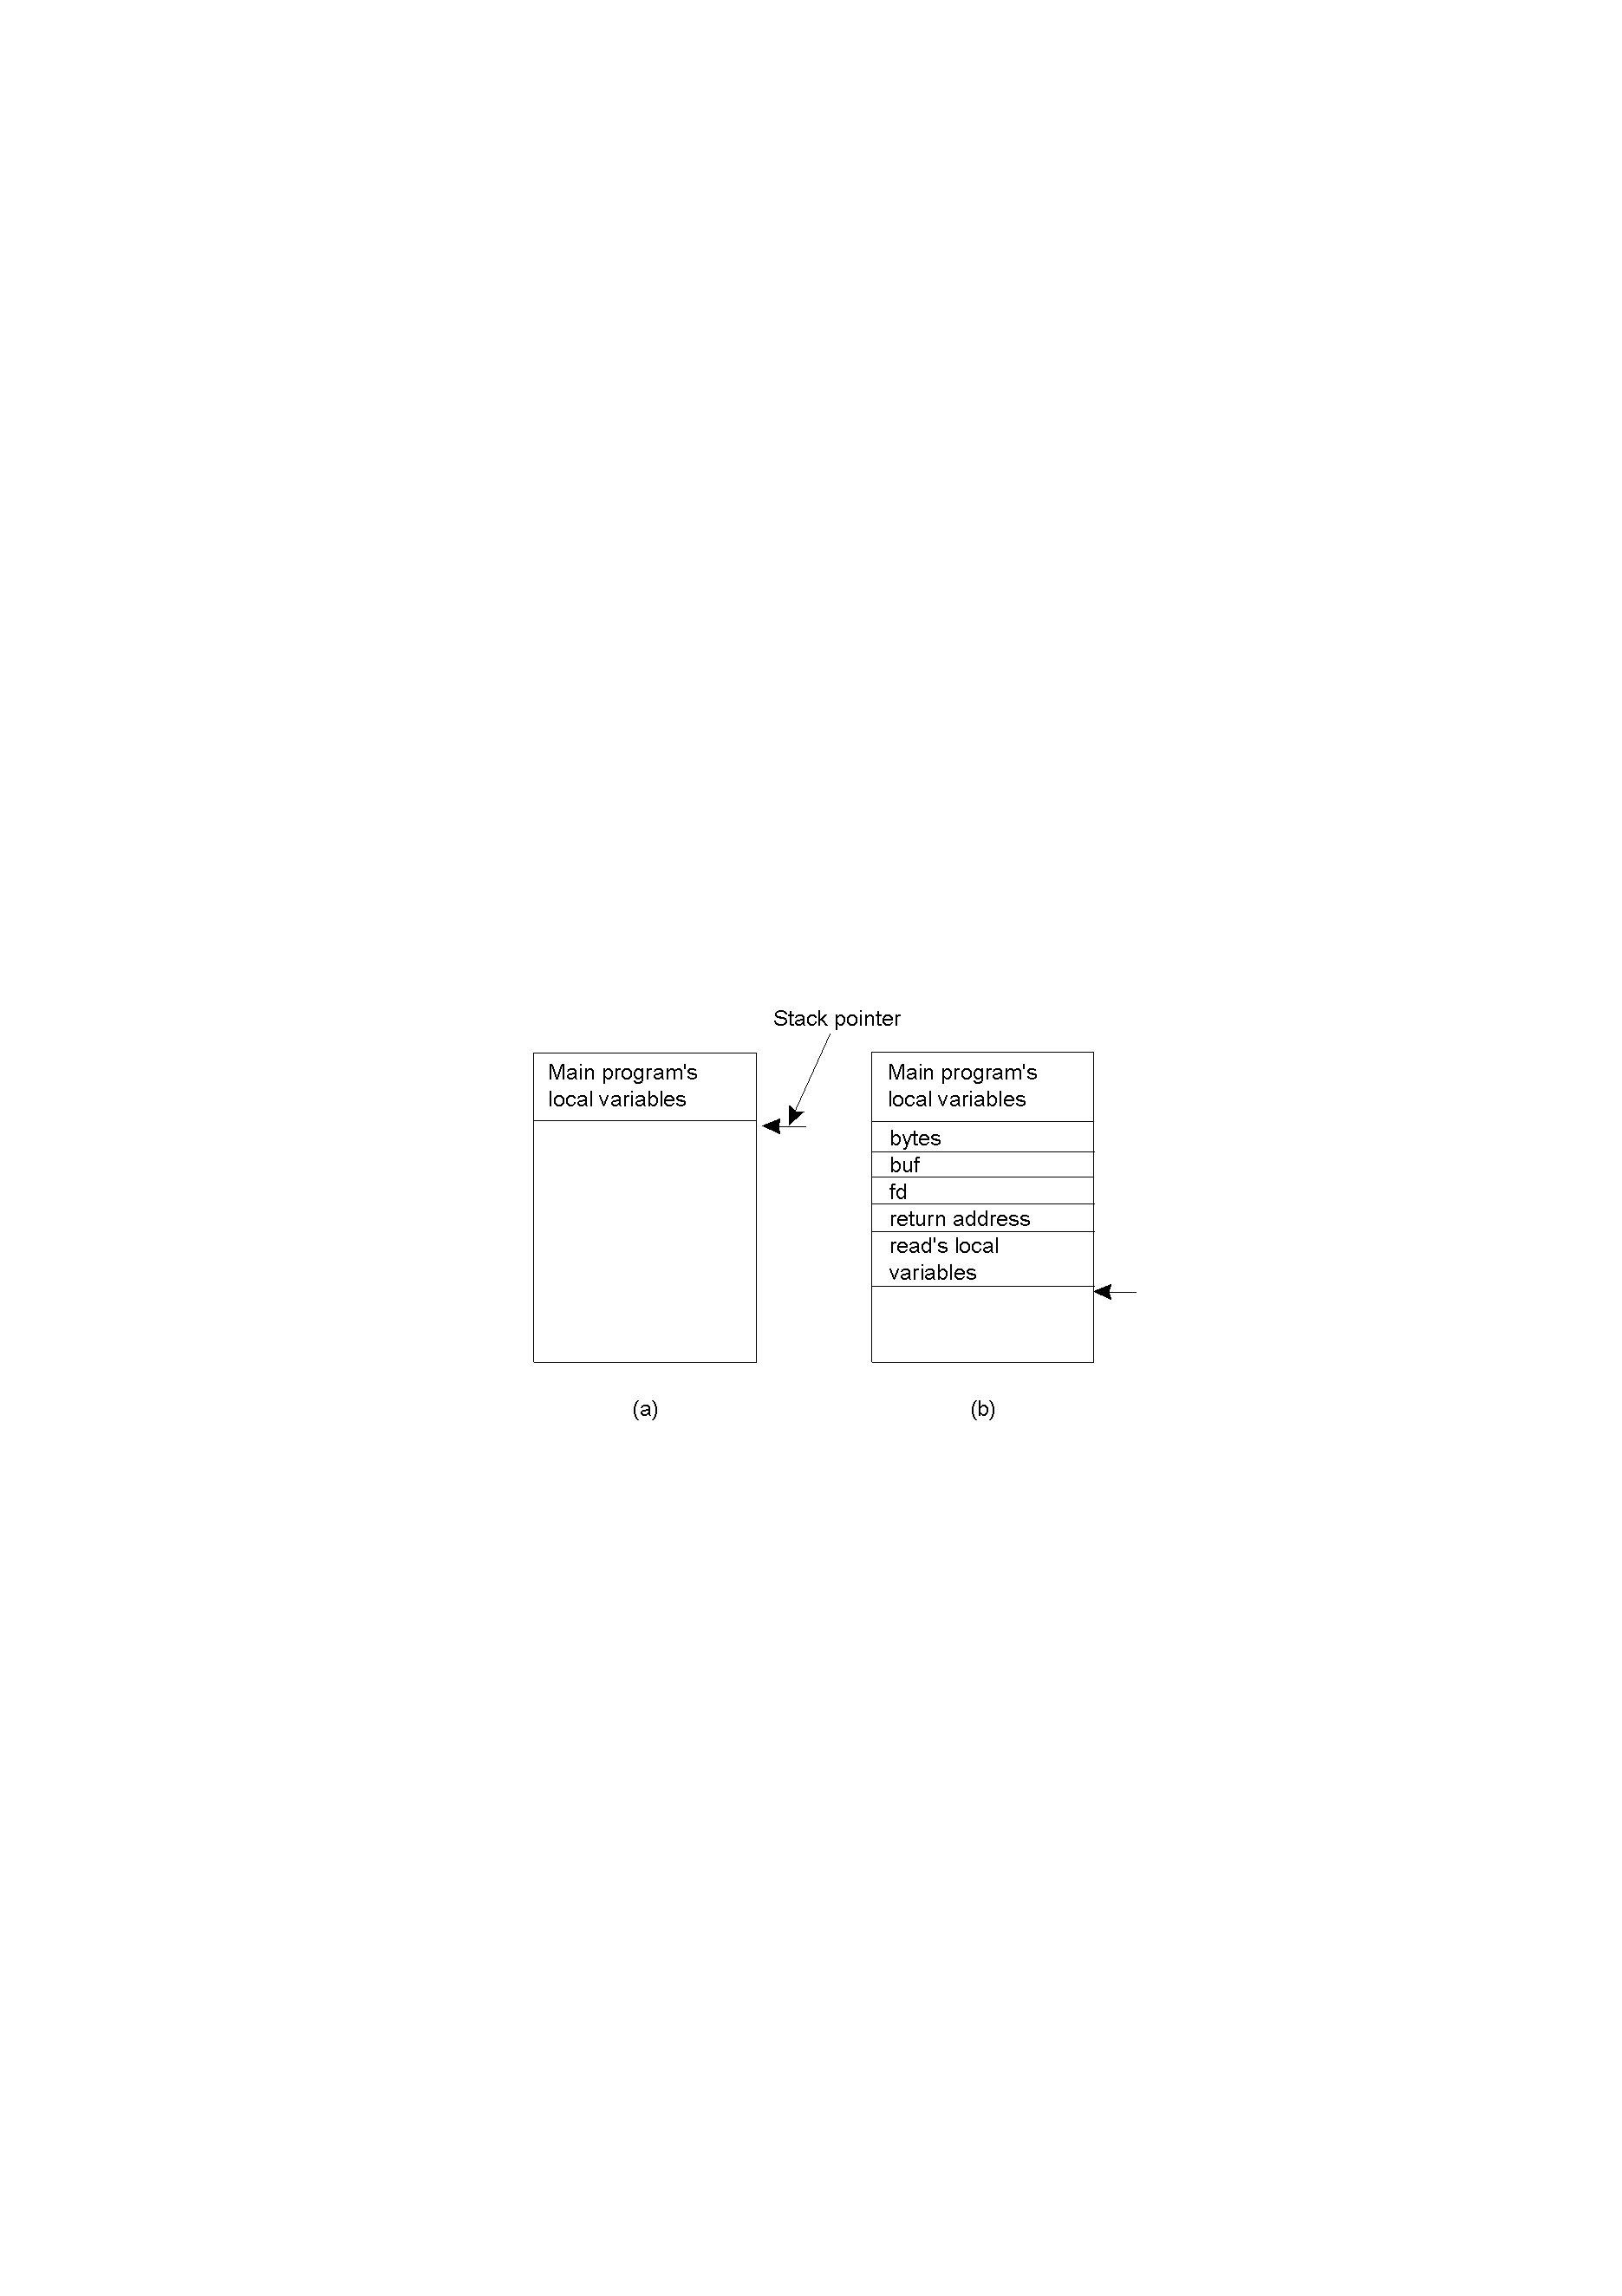 Stack pointer
Main program's
local variables
Main program's
local variables
bytes
buf
fd
return address
read's local
variables
(a)
(b)